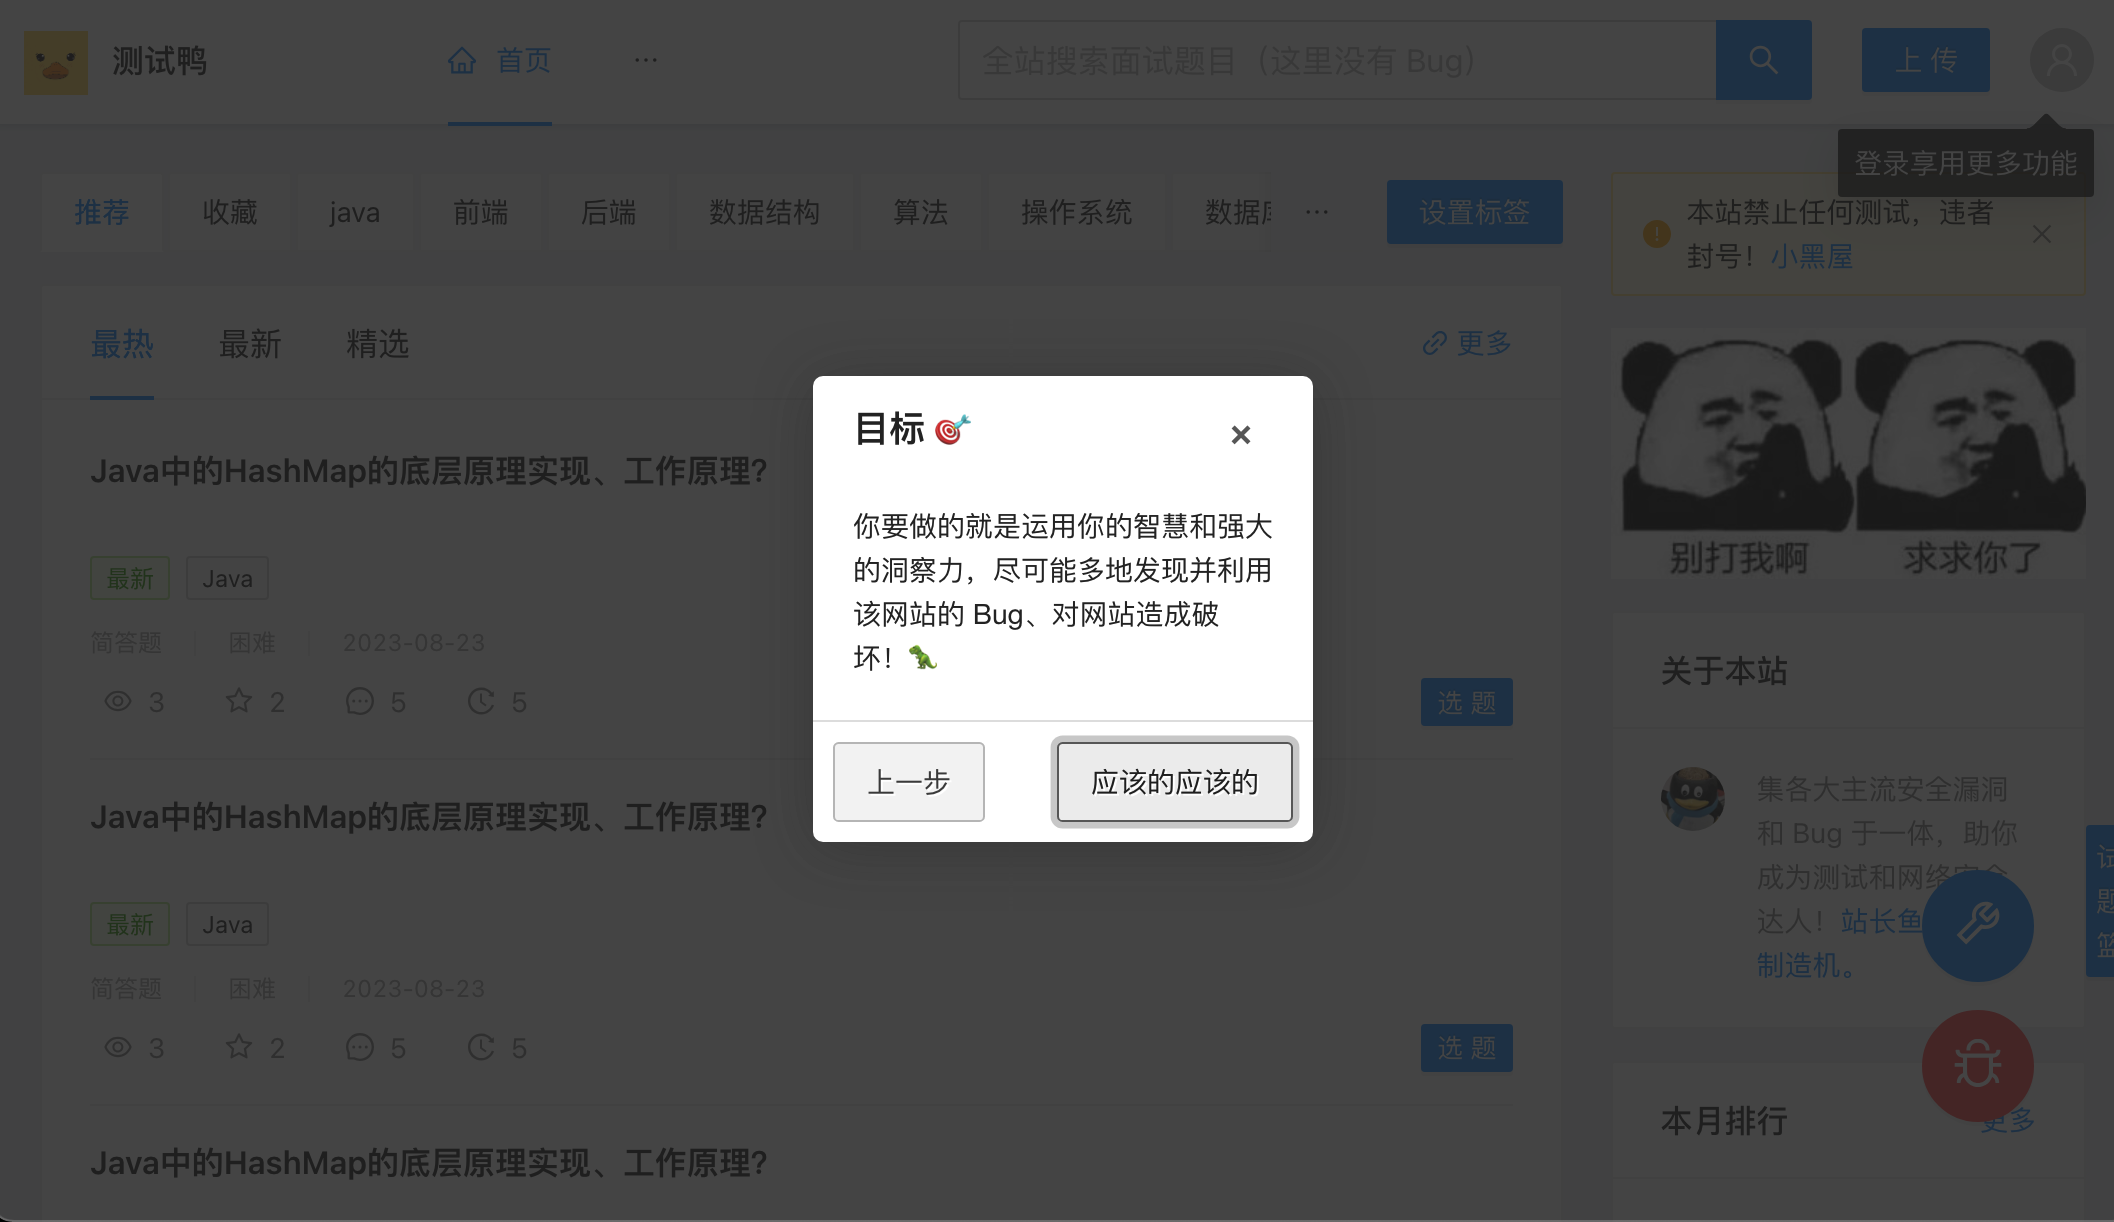 测试鸭
首页
···
全站搜索面试题目（这里没有 Bug）
上 传
登录享用更多功能
推荐
收藏
java
前端
后端
数据结构
算法
操作系统
数据库
···
设置标签
本站禁止任何测试，违者
封号！小黑屋
最热
最新
精选
更多
Java中的HashMap的底层原理实现、工作原理?
最新
Java
简答题
困难
2023-08-23
3
2
5
5
选 题
Java中的HashMap的底层原理实现、工作原理?
最新
Java
简答题
困难
2023-08-23
3
2
5
5
选 题
Java中的HashMap的底层原理实现、工作原理?
目标 🎯
×
你要做的就是运用你的智慧和强大
的洞察力，尽可能多地发现并利用
该网站的 Bug、对网站造成破
坏！🦖
上一步
应该的应该的
别打我啊
求求你了
关于本站
集各大主流安全漏洞
和 Bug 于一体，助你
成为测试和网络安全
达人！站长鱼
制造机。
试
题
篮
本月排行
更多